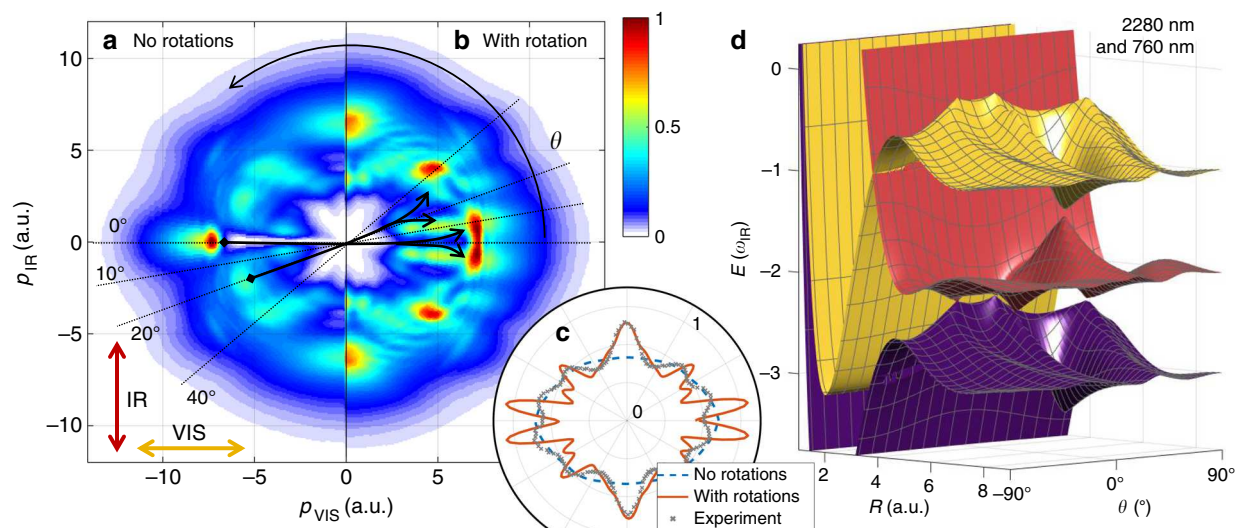 a No rotations
b With rotation
1
0.5
0
θ
10
5
0
−5
−10
p_IR (a.u.)
0°
10°
20°
40°
IR
VIS
−10
−5
0
5
p_VIS (a.u.)
c
1
0
No rotations
With rotations
Experiment
d
2280 nm
and 760 nm
0
−1
−2
−3
E (ω_IR)
2
4
6
8
R (a.u.)
−90°
0°
90°
θ (°)